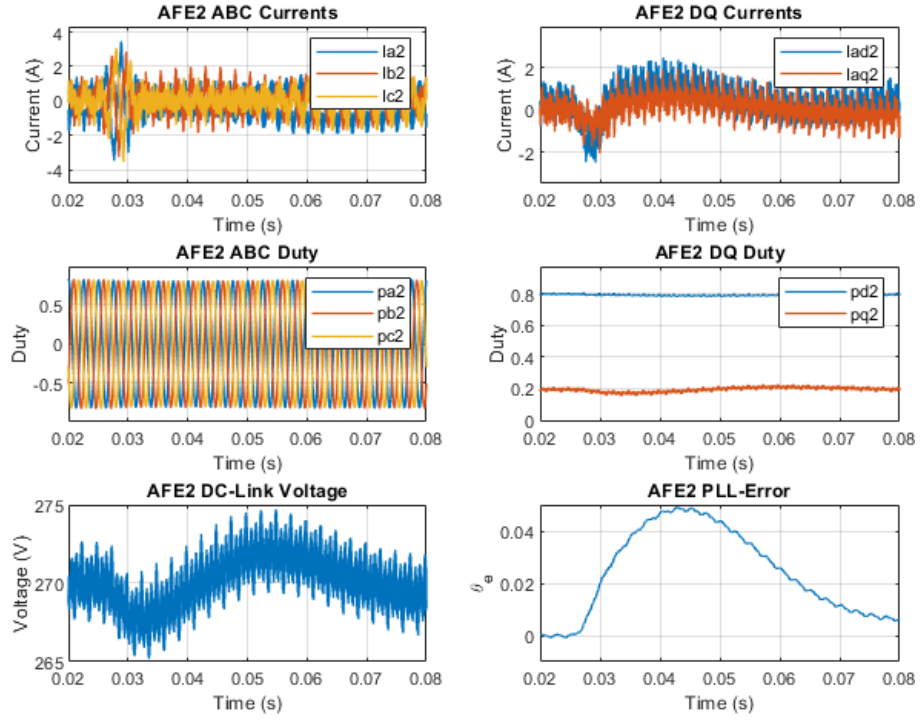 AFE2 ABC Currents
Current (A)
4
2
0
-2
-4
Ia2
Ib2
Ic2
0.02 0.03 0.04 0.05 0.06 0.07 0.08
Time (s)
AFE2 DQ Currents
Current (A)
2
0
-2
Iad2
Iaq2
0.02 0.03 0.04 0.05 0.06 0.07 0.08
Time (s)
AFE2 ABC Duty
Duty
0.5
0
-0.5
pa2
pb2
pc2
0.02 0.03 0.04 0.05 0.06 0.07 0.08
Time (s)
AFE2 DQ Duty
Duty
0.8
0.6
0.4
0.2
0
pd2
pq2
0.02 0.03 0.04 0.05 0.06 0.07 0.08
Time (s)
AFE2 DC-Link Voltage
Voltage (V)
275
270
265
0.02 0.03 0.04 0.05 0.06 0.07 0.08
Time (s)
AFE2 PLL-Error
θe
0.04
0.02
0
0.02 0.03 0.04 0.05 0.06 0.07 0.08
Time (s)